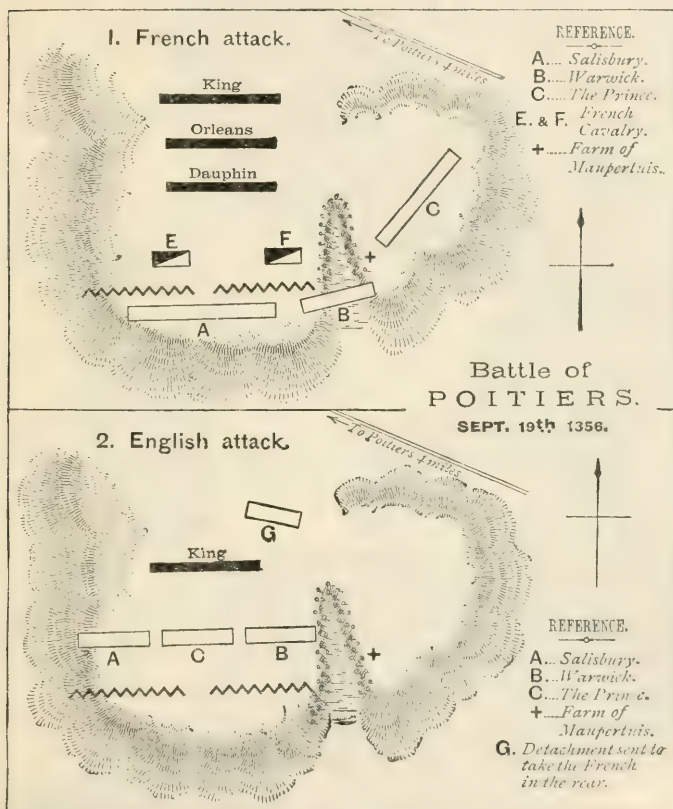 1. French attack.
To Poitiers 4 miles
King
Orleans
Dauphin
E
F
C
+
A
B
REFERENCE.
A.... Salisbury.
B..... Warwick.
C..... The Prince.
E. & F. French
Cavalry.
+ ..... Farm of
Maupertuis..
Battle of
POITIERS.
SEPT. 19th 1356.
2. English attack.
To Poitiers 4 miles
G
King
A
C
B
+
REFERENCE.
A.... Salisbury.
B..... Warwick.
C..... The Prin c.
+ ..... Farm of
Maupertuis.
G. Detachment sent to
take the French
in the rear.